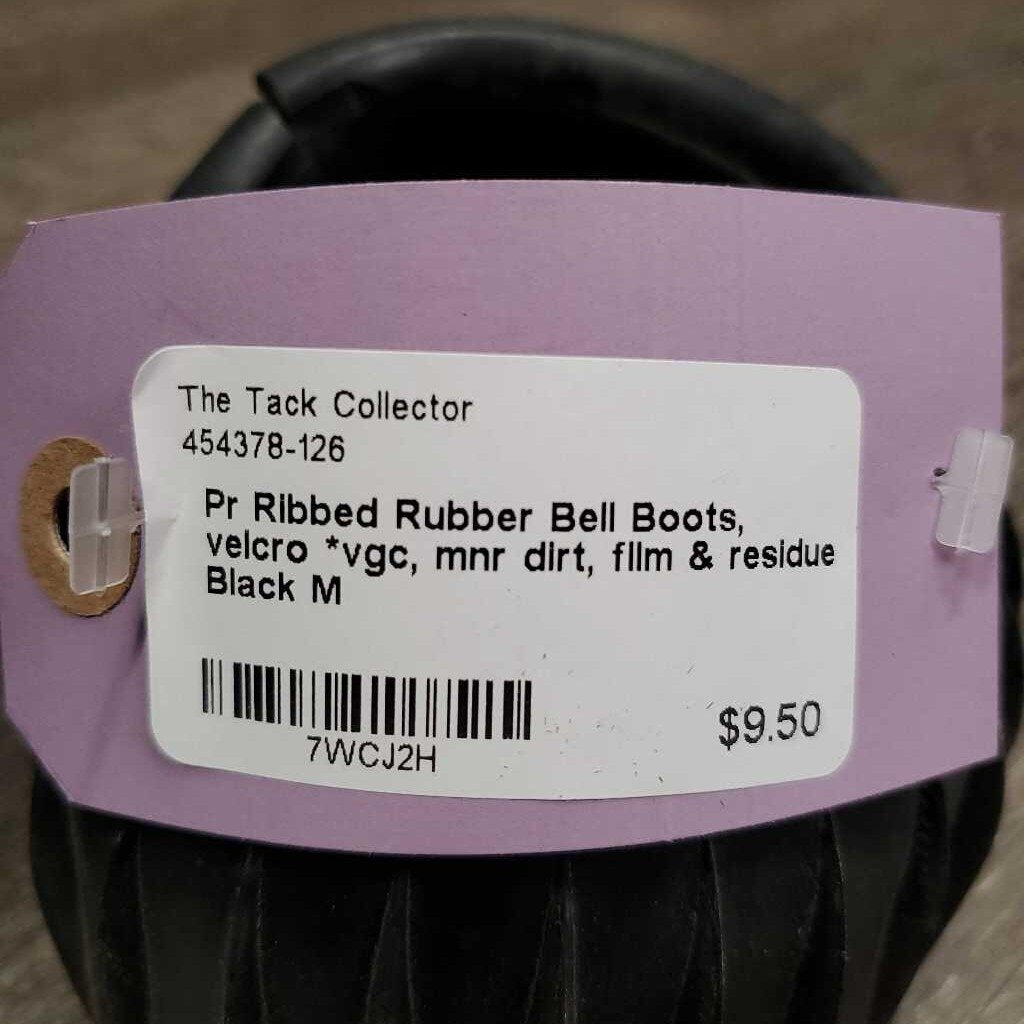 The Tack Collector
454378-126
Pr Ribbed Rubber Bell Boots,
velcro *vgc, mnr dirt, film & residue
Black M
7WCJ2H
$9.50